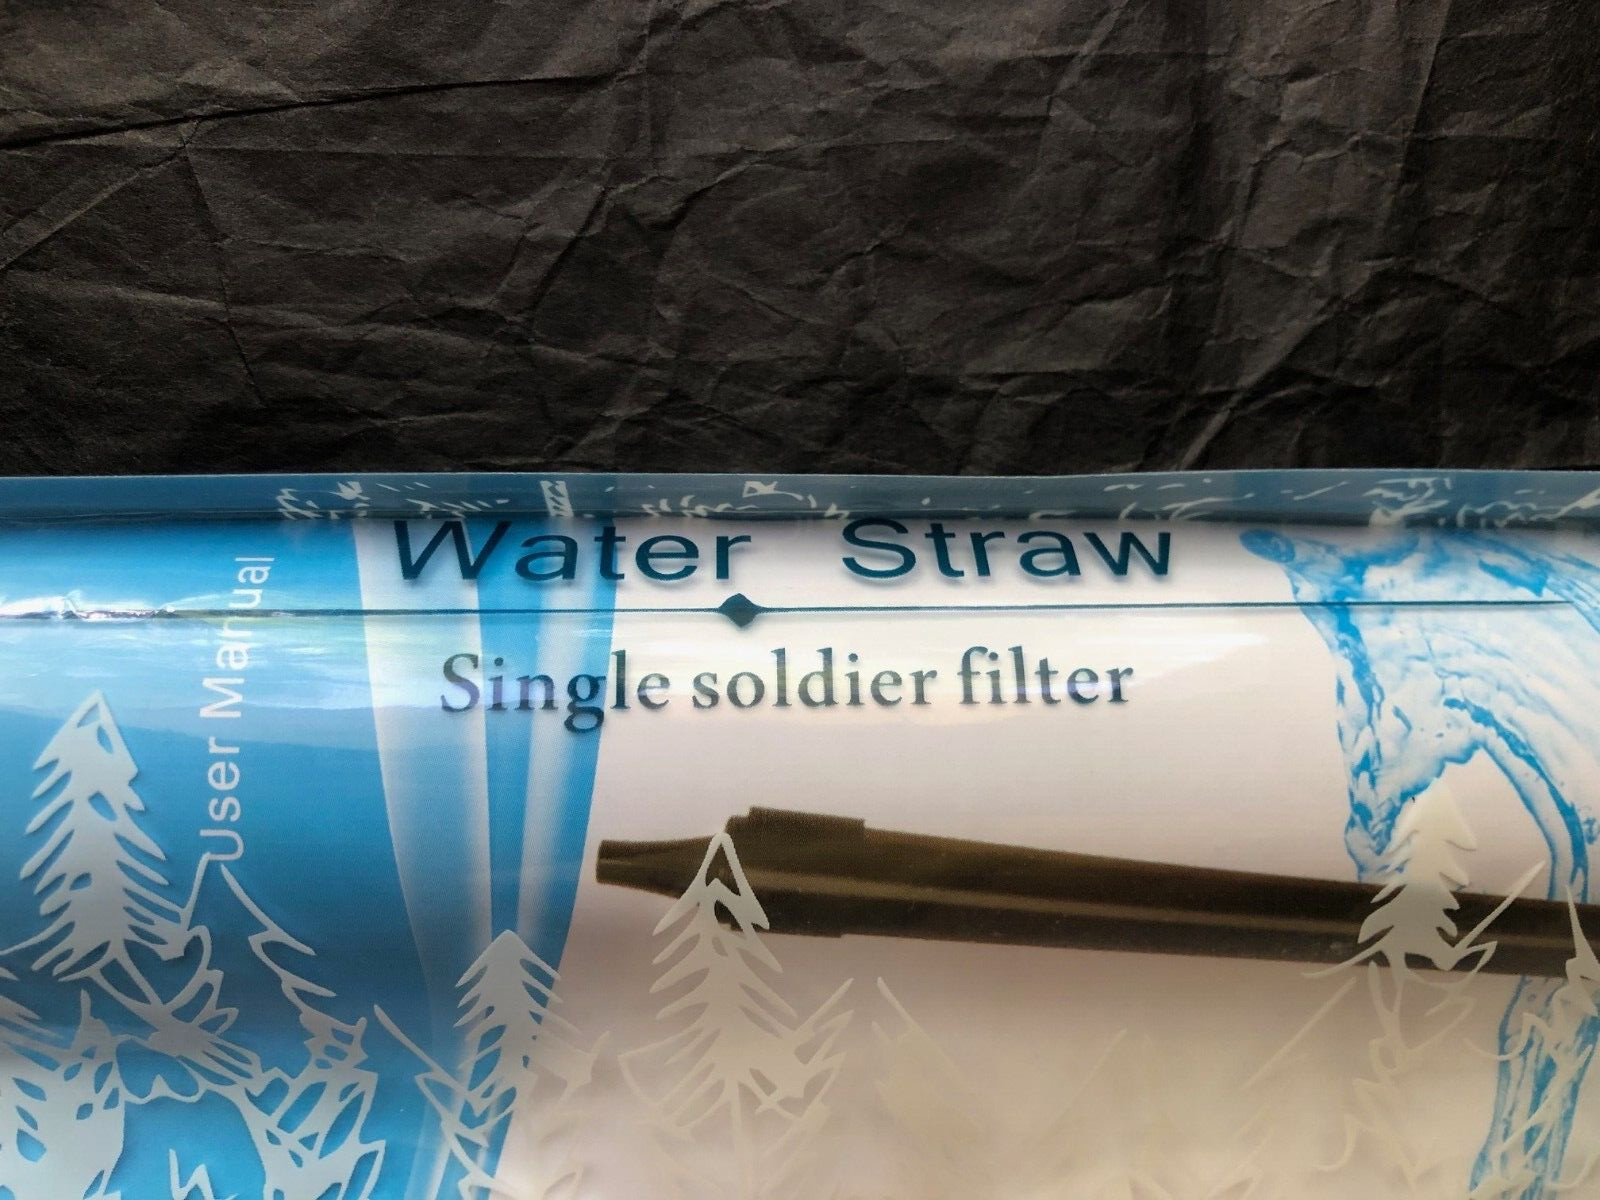 Water Straw
Single soldier filter
User Manual